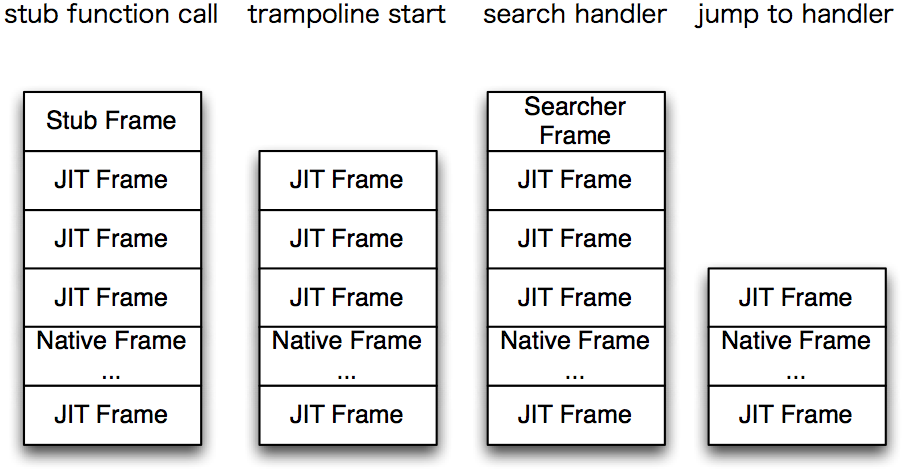 stub function call
trampoline start
search handler
jump to handler
Stub Frame
JIT Frame
JIT Frame
JIT Frame
Native Frame
...
JIT Frame
JIT Frame
JIT Frame
JIT Frame
Native Frame
...
JIT Frame
Searcher
Frame
JIT Frame
JIT Frame
JIT Frame
Native Frame
...
JIT Frame
JIT Frame
Native Frame
...
JIT Frame